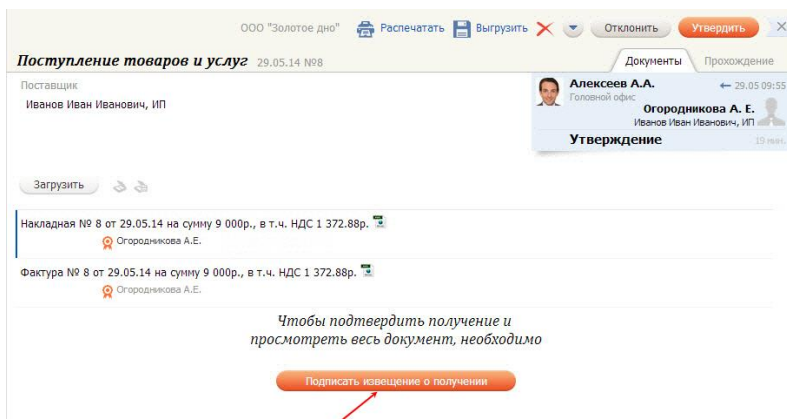 ООО "Золотое дно" Распечатать Выгрузить Отклонить Утвердить
Поступление товаров и услуг 29.05.14 №8
Документы Прохождение
Поставщик
Иванов Иван Иванович, ИП
Алексеев А.А. ← 29.05 09:55
Головной офис
Огородникова А. Е.
Иванов Иван Иванович, ИП
Утверждение 19 мин.
Загрузить
Накладная № 8 от 29.05.14 на сумму 9 000р., в т.ч. НДС 1 372.88р.
Огородникова А.Е.
Фактура № 8 от 29.05.14 на сумму 9 000р., в т.ч. НДС 1 372.88р.
Огородникова А.Е.
Чтобы подтвердить получение и
просмотреть весь документ, необходимо
Подписать извещение о получении